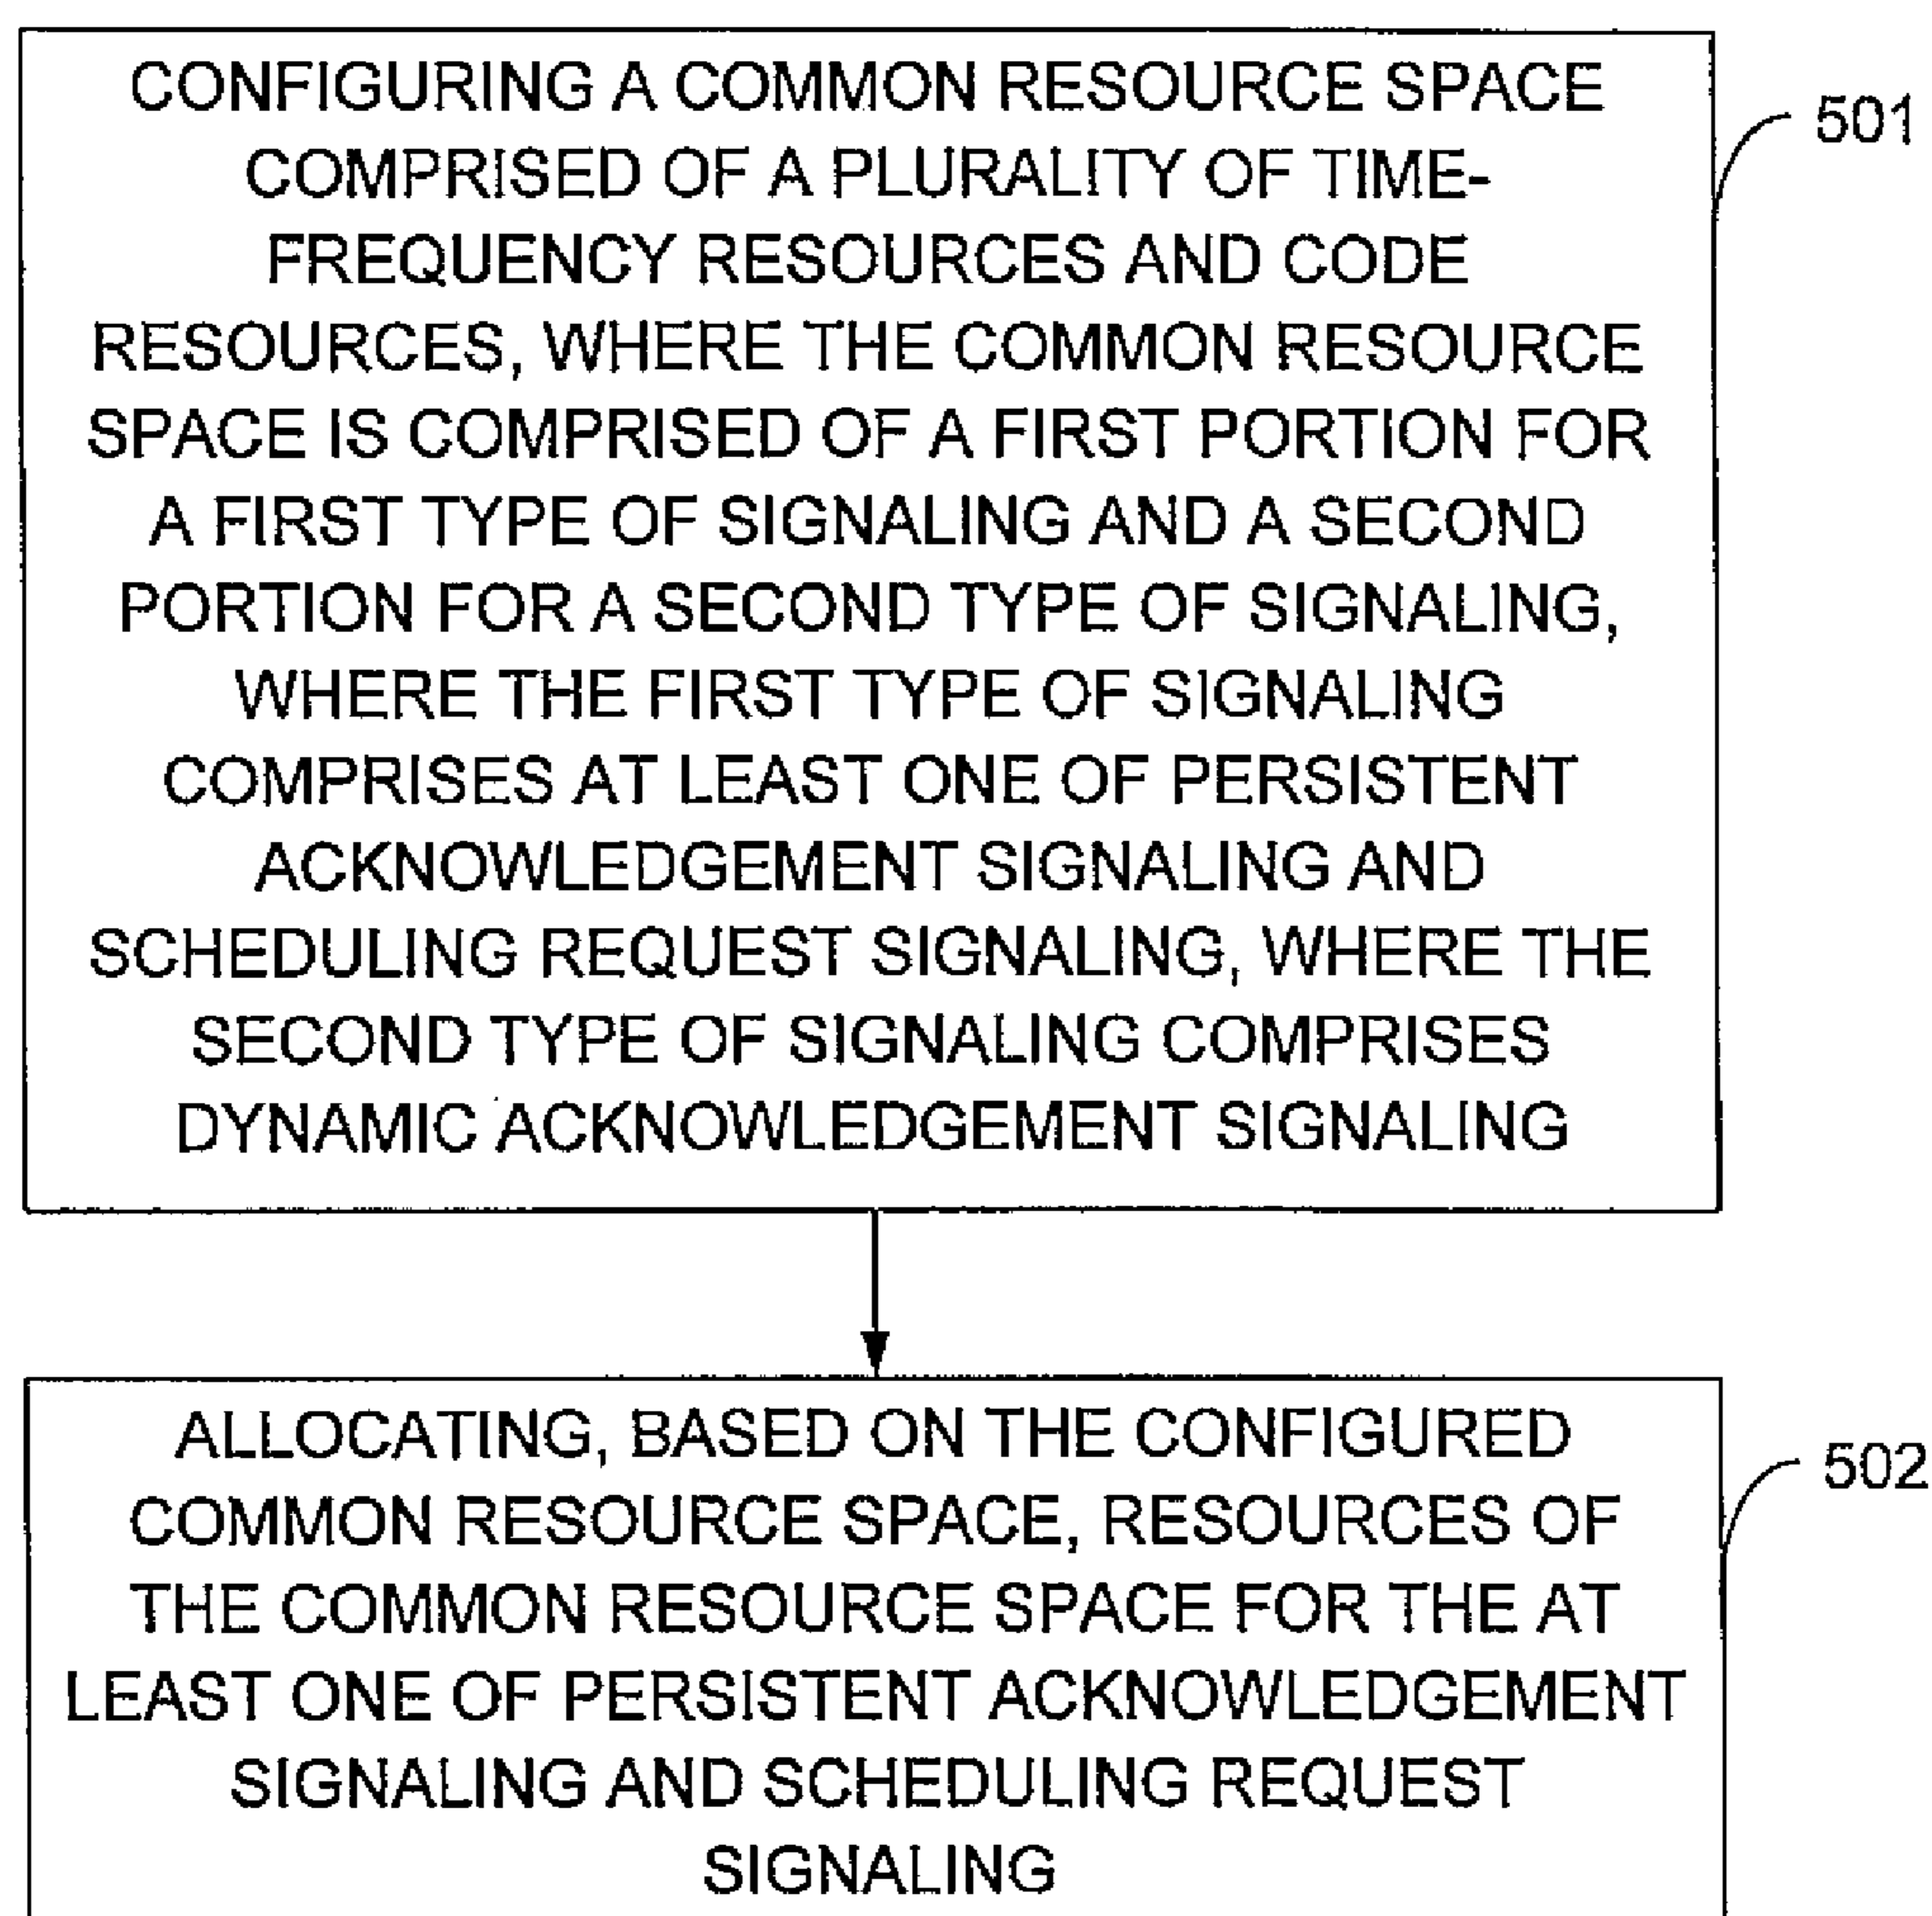 CONFIGURING A COMMON RESOURCE SPACE
COMPRISED OF A PLURALITY OF TIME-
FREQUENCY RESOURCES AND CODE
RESOURCES, WHERE THE COMMON RESOURCE
SPACE IS COMPRISED OF A FIRST PORTION FOR
A FIRST TYPE OF SIGNALING AND A SECOND
PORTION FOR A SECOND TYPE OF SIGNALING,
WHERE THE FIRST TYPE OF SIGNALING
COMPRISES AT LEAST ONE OF PERSISTENT
ACKNOWLEDGEMENT SIGNALING AND
SCHEDULING REQUEST SIGNALING, WHERE THE
SECOND TYPE OF SIGNALING COMPRISES
DYNAMIC ACKNOWLEDGEMENT SIGNALING
501
ALLOCATING, BASED ON THE CONFIGURED
COMMON RESOURCE SPACE, RESOURCES OF
THE COMMON RESOURCE SPACE FOR THE AT
LEAST ONE OF PERSISTENT ACKNOWLEDGEMENT
SIGNALING AND SCHEDULING REQUEST
SIGNALING
502